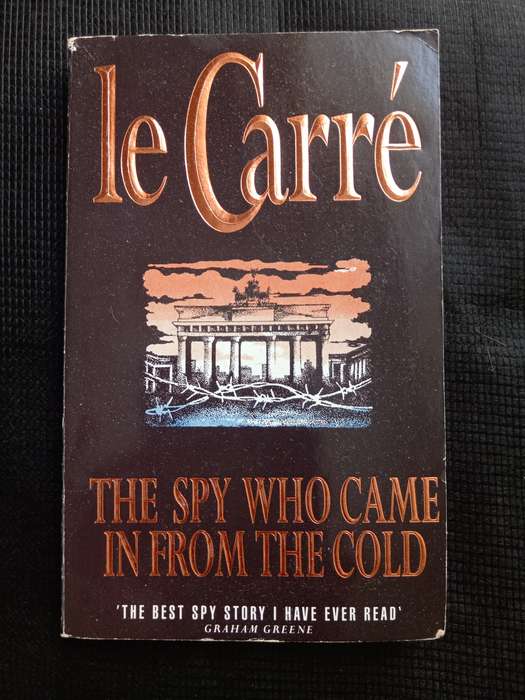 le Carré
THE SPY WHO CAME
IN FROM THE COLD
'THE BEST SPY STORY I HAVE EVER READ'
GRAHAM GREENE